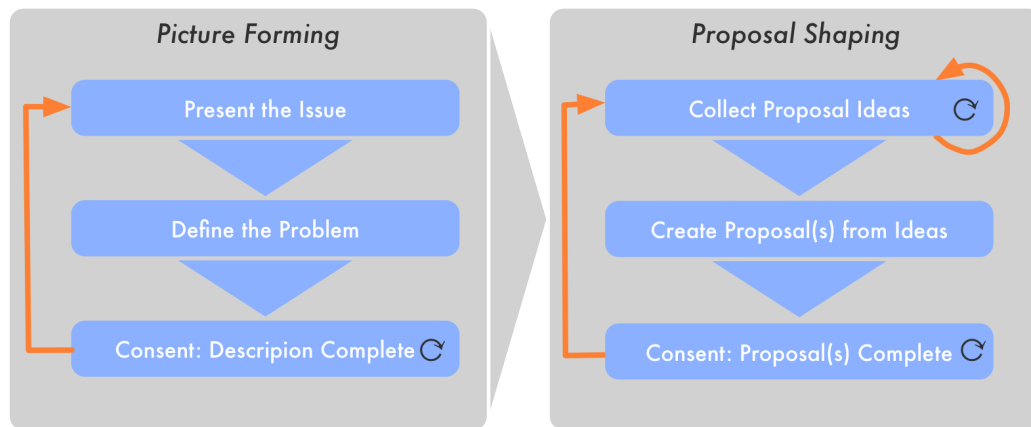 Picture Forming
Present the Issue
Define the Problem
Consent: Descripion Complete
Proposal Shaping
Collect Proposal Ideas
Create Proposal(s) from Ideas
Consent: Proposal(s) Complete